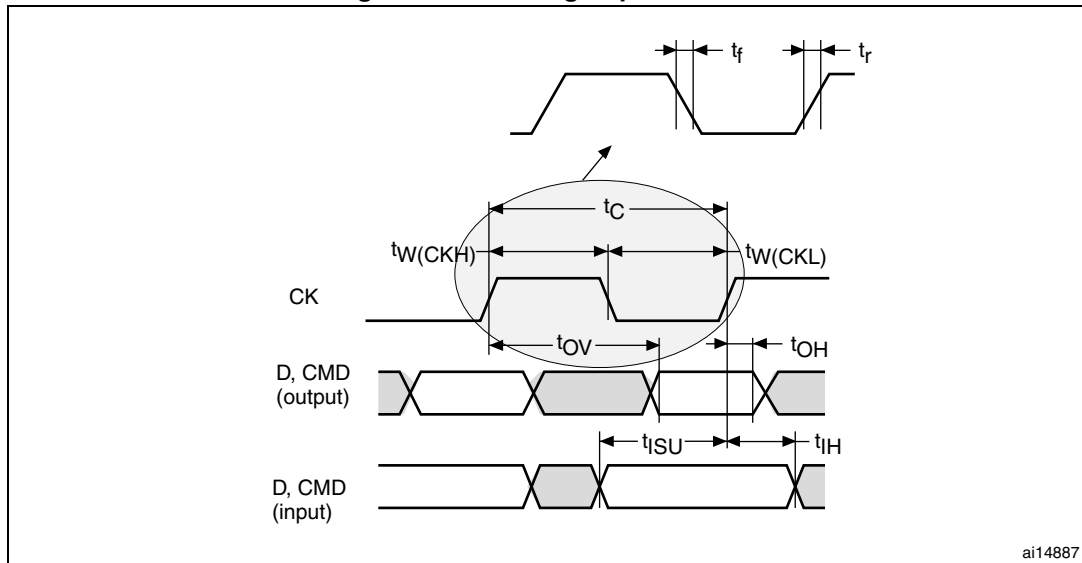 tf
tr
tC
tW(CKH)
tW(CKL)
CK
tOV
tOH
D, CMD
(output)
tISU
tIH
D, CMD
(input)
ai14887